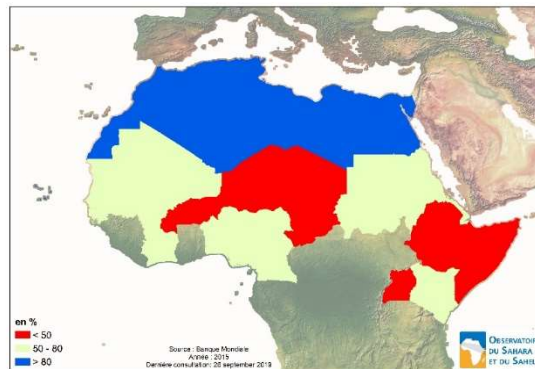 en %
< 50
50 - 80
> 80
Source : Banque Mondiale
Année : 2015
Dernière consultation: 26 september 2019
OBSERVATOIRE
DU SAHARA
ET DU SAHEL